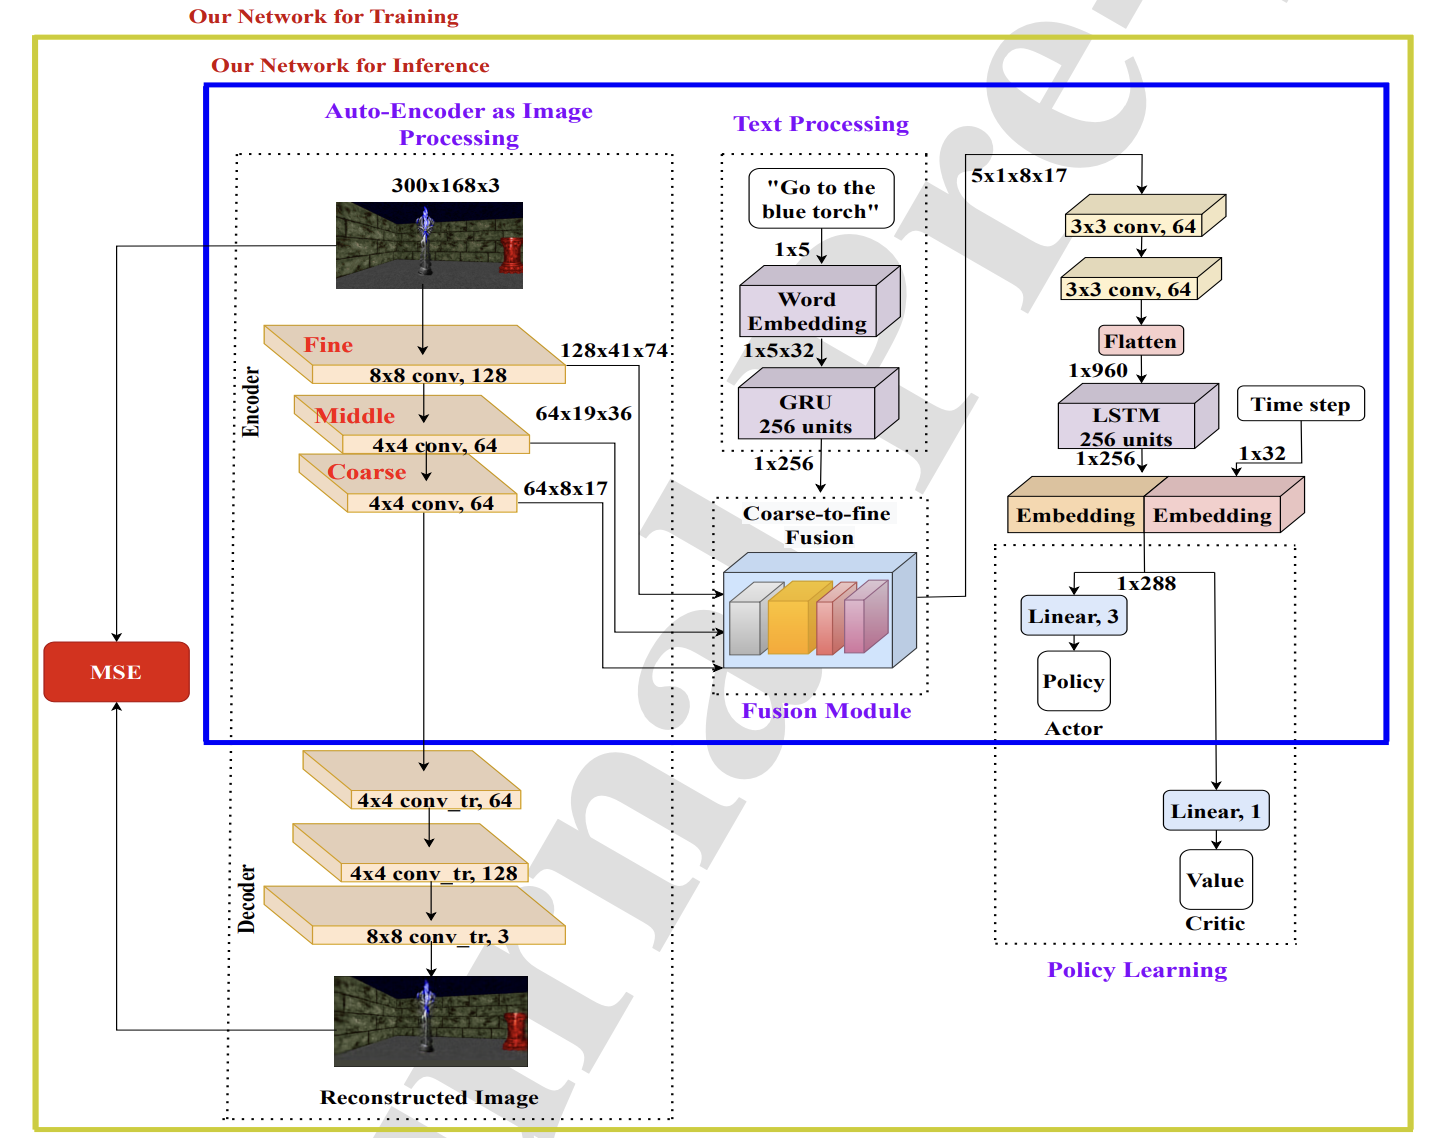 Our Network for Training
Our Network for Inference
Auto-Encoder as Image
Processing
300x168x3
Encoder
Fine
8x8 conv, 128
128x41x74
Middle
4x4 conv, 64
64x19x36
Coarse
4x4 conv, 64
64x8x17
MSE
Decoder
4x4 conv_tr, 64
4x4 conv_tr, 128
8x8 conv_tr, 3
Reconstructed Image
Text Processing
"Go to the
blue torch"
1x5
Word
Embedding
1x5x32
GRU
256 units
1x256
Coarse-to-fine
Fusion
Fusion Module
5x1x8x17
3x3 conv, 64
3x3 conv, 64
Flatten
1x960
LSTM
256 units
1x256
Time step
1x32
Embedding
Embedding
1x288
Linear, 3
Policy
Actor
Linear, 1
Value
Critic
Policy Learning